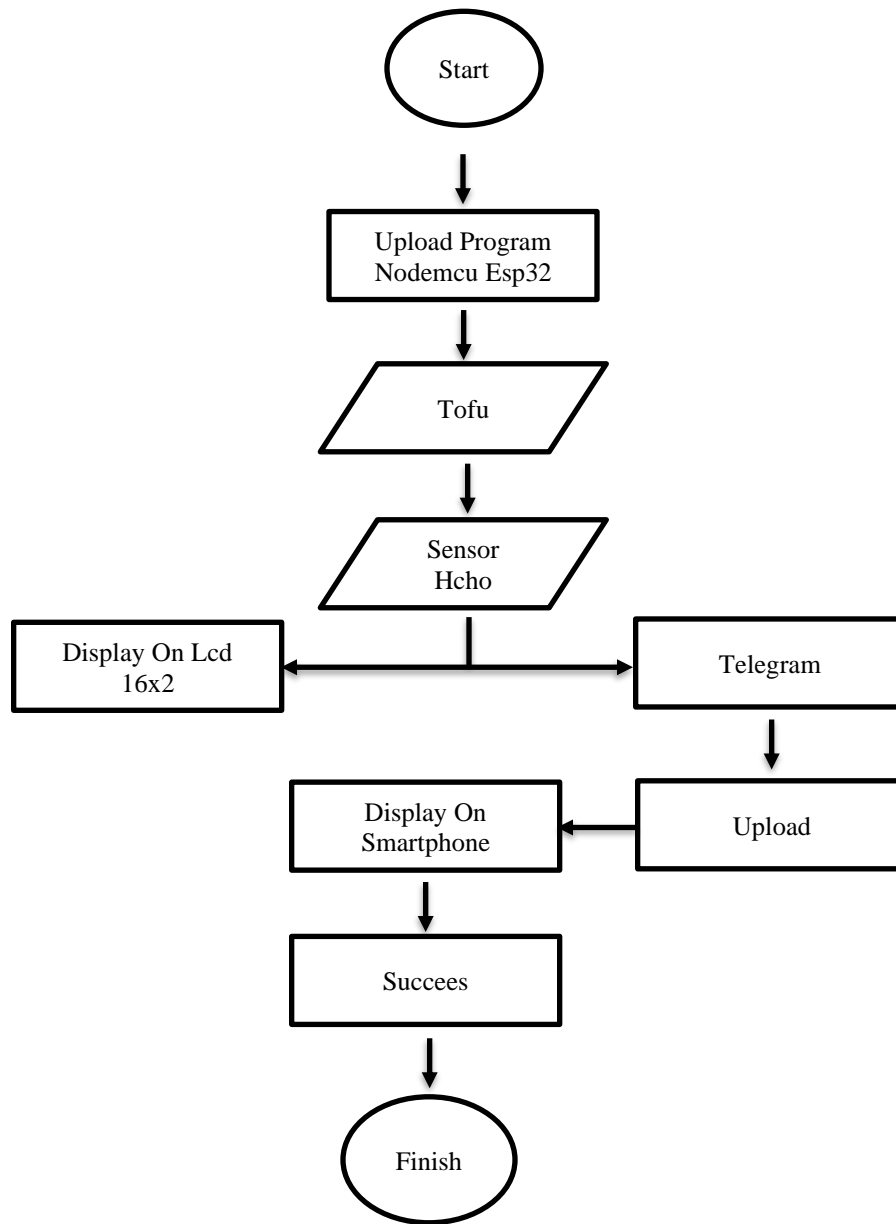 Start
Upload Program
Nodemcu Esp32
Tofu
Sensor
Hcho
Display On Lcd
16x2
Telegram
Display On
Smartphone
Upload
Succees
Finish